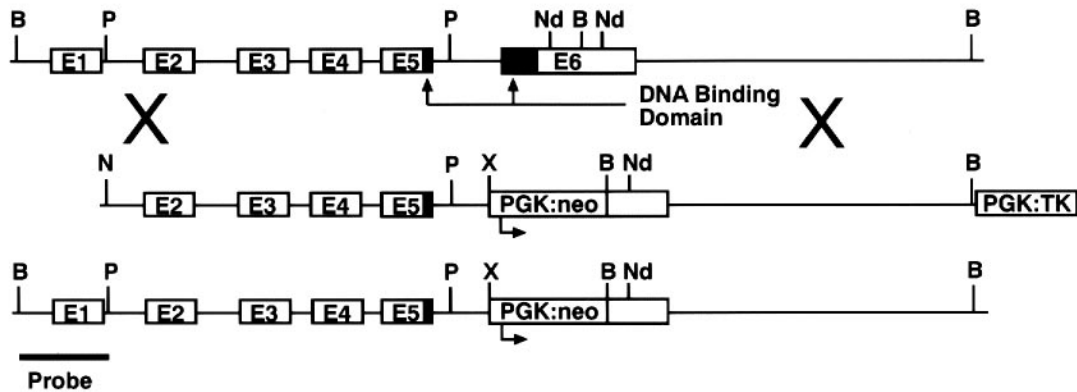 B P P Nd B Nd B
E1 E2 E3 E4 E5 E6
DNA Binding
Domain
X X
N P X B Nd B
E2 E3 E4 E5 PGK:neo PGK:TK
B P P X B Nd B
E1 E2 E3 E4 E5 PGK:neo
Probe